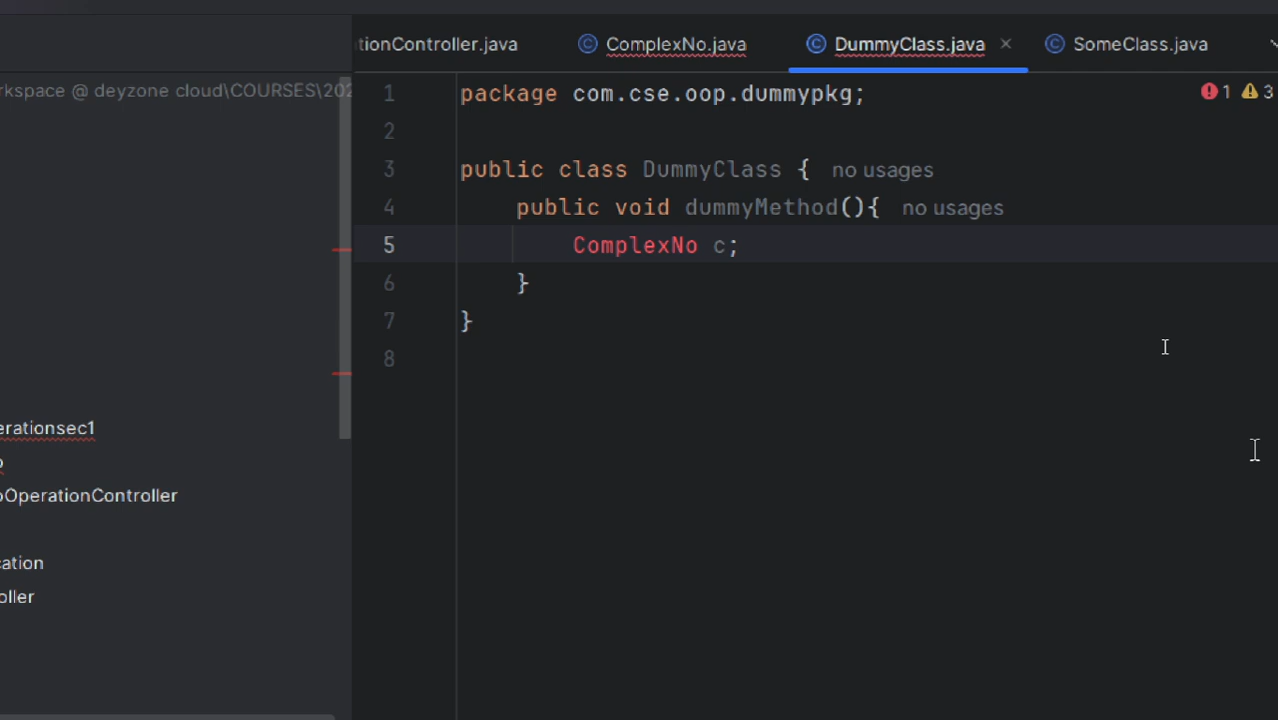 tionController.java ComplexNo.java DummyClass.java SomeClass.java
rkspace @ deyzone cloud\COURSES\202
1 package com.cse.oop.dummypkg; 1 3
2
3 public class DummyClass { no usages
4 public void dummyMethod(){ no usages
5 ComplexNo c;
6 }
7 }
8
erationsec1
o
oOperationController
cation
oller